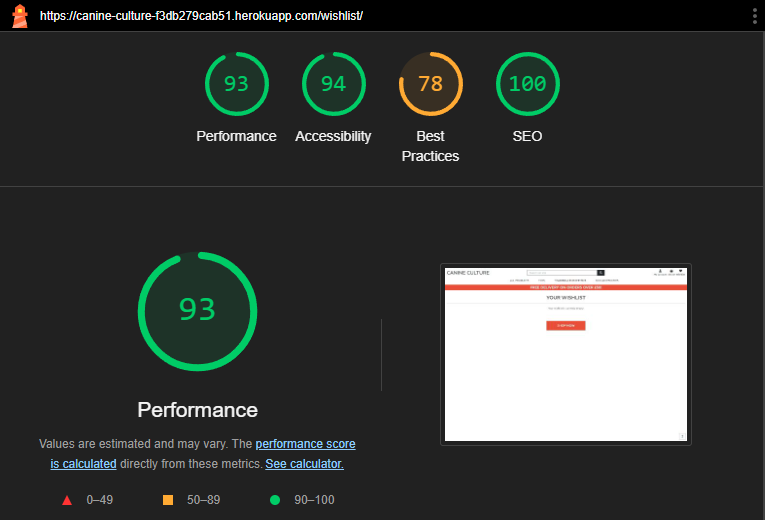 https://canine-culture-f3db279cab51.herokuapp.com/wishlist/
93 94 78 100
Performance Accessibility Best Practices SEO
93
CANINE CULTURE
YOUR WISHLIST
Performance
Values are estimated and may vary. The performance score
is calculated directly from these metrics. See calculator.
0–49 50–89 90–100